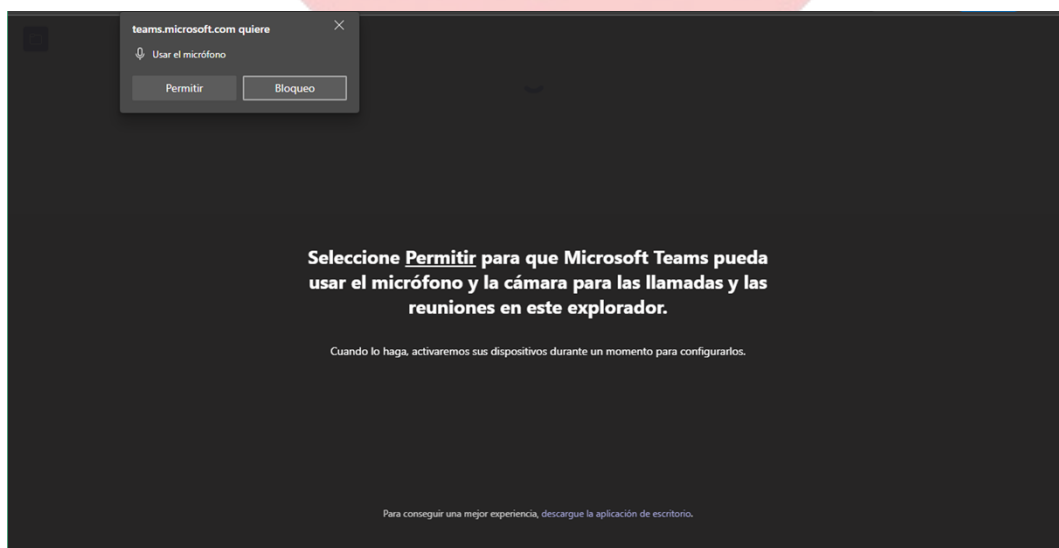 teams.microsoft.com quiere
Usar el micrófono
Permitir
Bloqueo
Seleccione Permitir para que Microsoft Teams pueda
usar el micrófono y la cámara para las llamadas y las
reuniones en este explorador.
Cuando lo haga, activaremos sus dispositivos durante un momento para configurarlos.
Para conseguir una mejor experiencia, descargue la aplicación de escritorio.